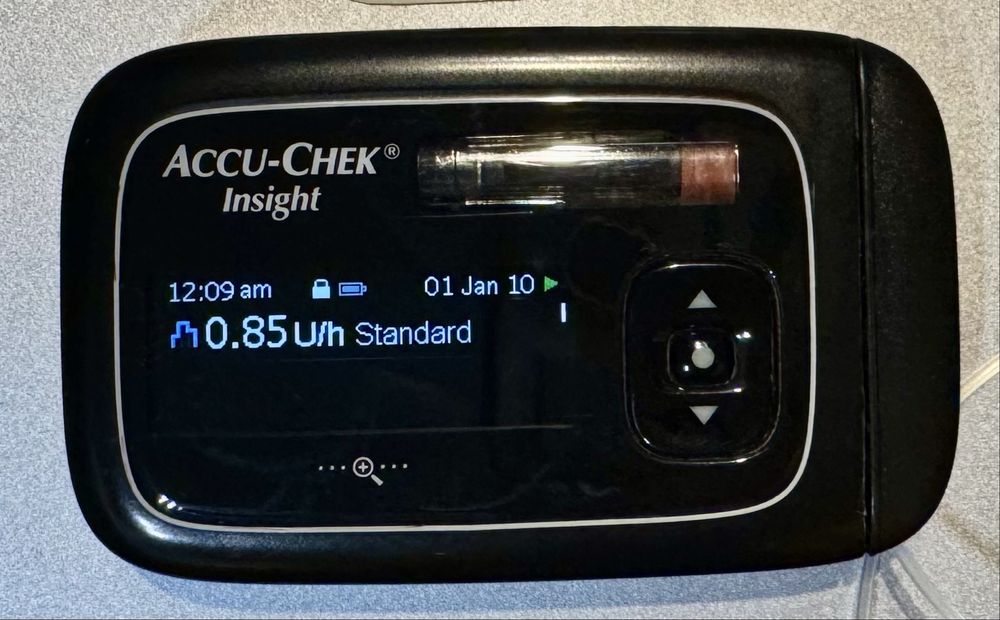 ACCU-CHEK®
Insight
12:09 am 01 Jan 10
0.85 U/h Standard